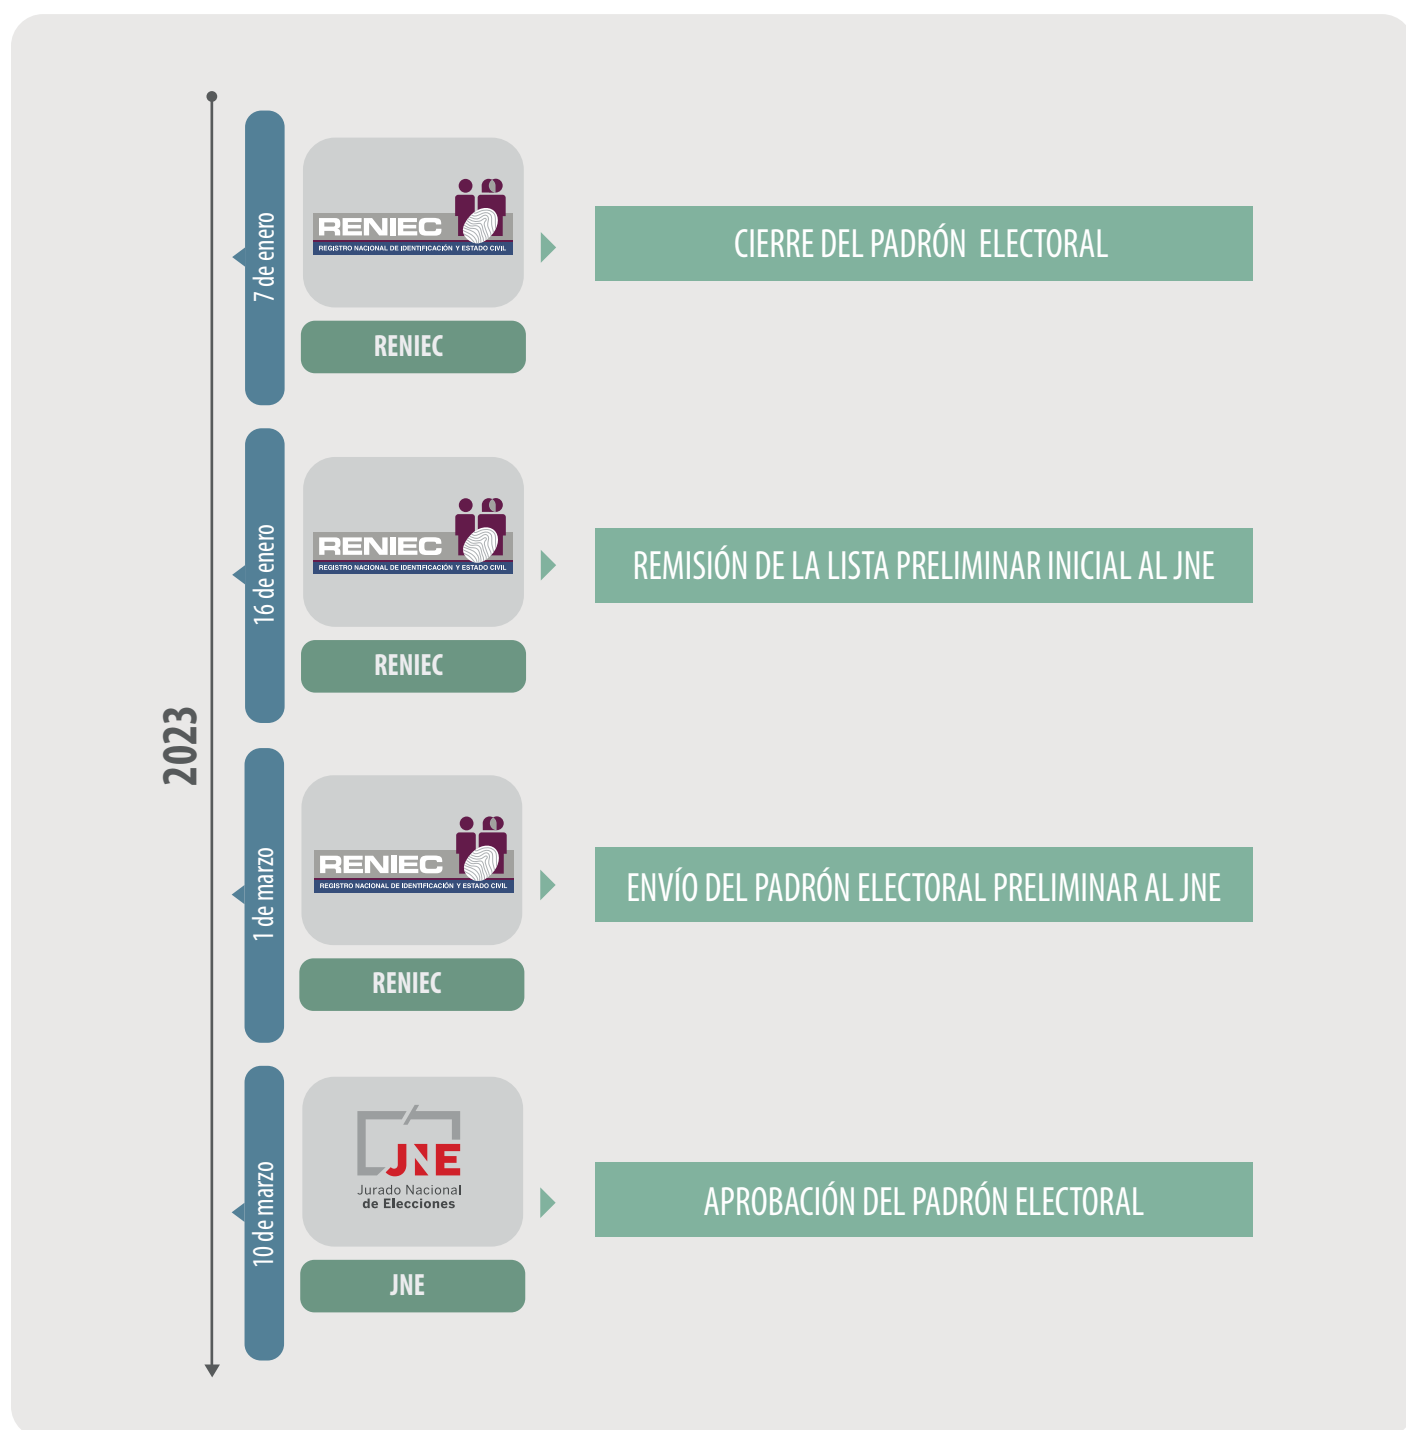 2023
7 de enero
RENIEC
REGISTRO NACIONAL DE IDENTIFICACIÓN Y ESTADO CIVIL
RENIEC
CIERRE DEL PADRÓN ELECTORAL
16 de enero
RENIEC
REGISTRO NACIONAL DE IDENTIFICACIÓN Y ESTADO CIVIL
RENIEC
REMISIÓN DE LA LISTA PRELIMINAR INICIAL AL JNE
1 de marzo
RENIEC
REGISTRO NACIONAL DE IDENTIFICACIÓN Y ESTADO CIVIL
RENIEC
ENVÍO DEL PADRÓN ELECTORAL PRELIMINAR AL JNE
10 de marzo
JNE
Jurado Nacional
de Elecciones
JNE
APROBACIÓN DEL PADRÓN ELECTORAL